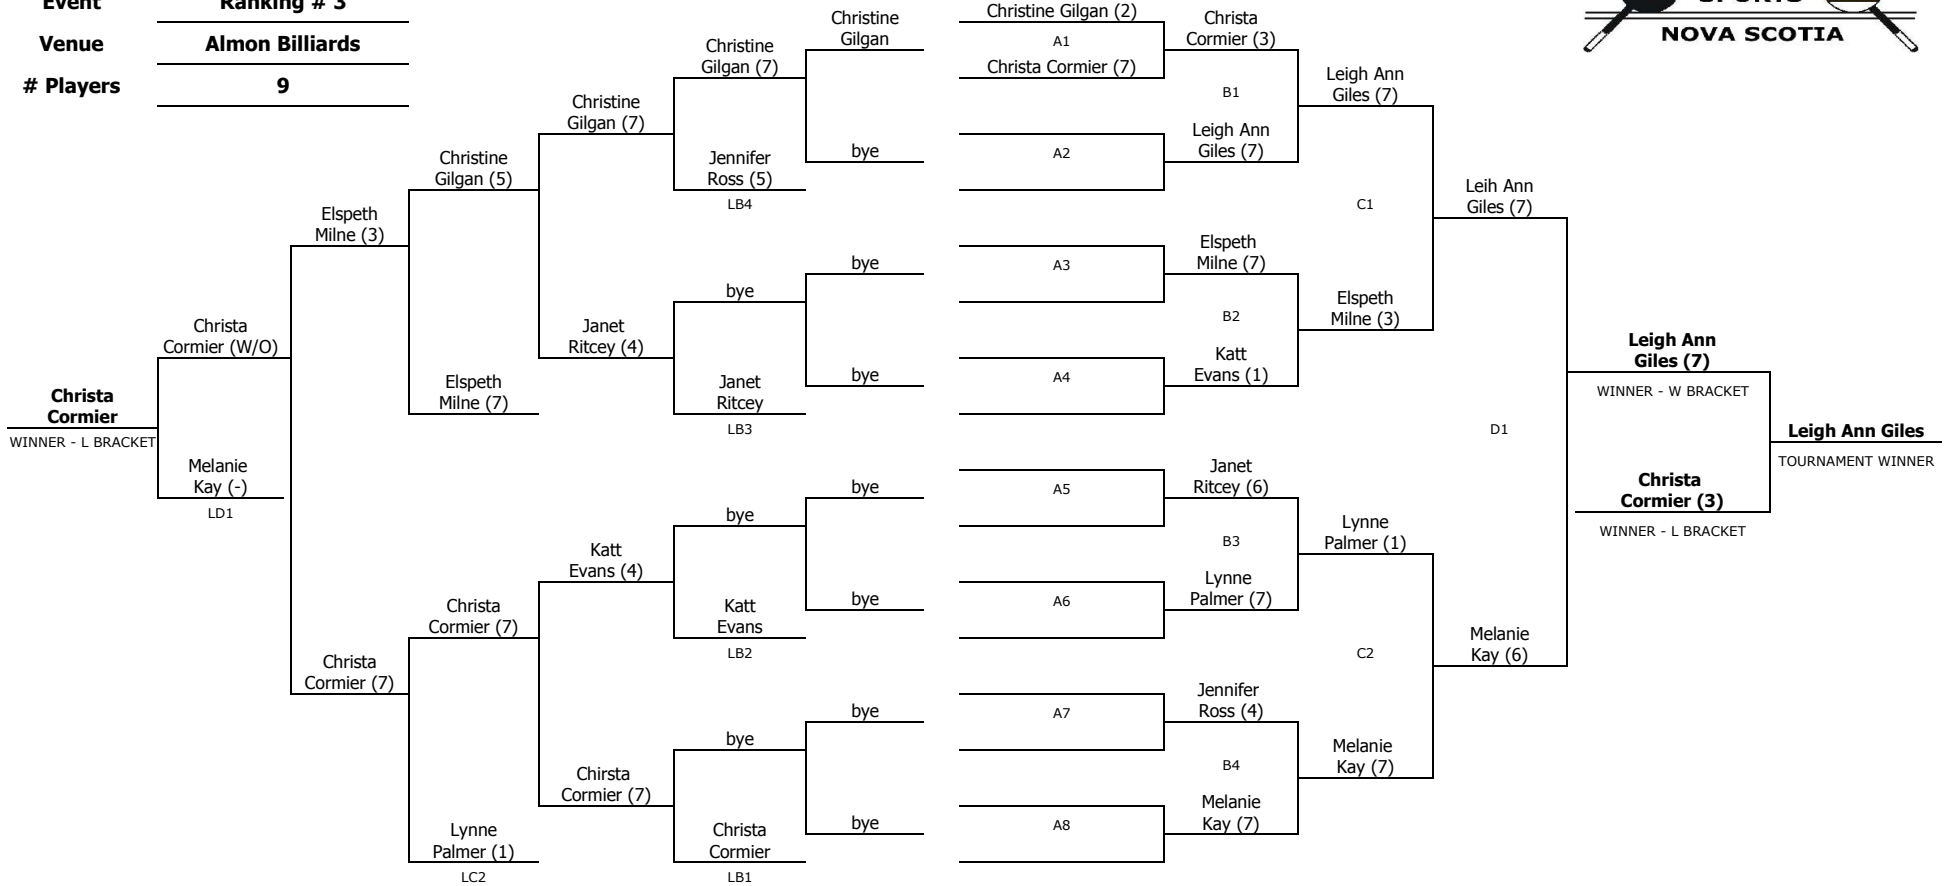 Event
Ranking # 3
Venue
Almon Billiards
# Players
9
SPORTS
NOVA SCOTIA
Christine
Gilgan
Christine
Gilgan (7)
Christine
Gilgan (7)
Christine
Gilgan (5)
Elspeth
Milne (3)
Christa
Cormier (W/O)
Christa
Cormier
WINNER - L BRACKET
Melanie
Kay (-)
LD1
bye
Jennifer
Ross (5)
LB4
bye
bye
Janet
Ritcey (4)
bye
Elspeth
Milne (7)
Janet
Ritcey
LB3
bye
bye
Katt
Evans (4)
bye
Christa
Cormier (7)
Katt
Evans
LB2
Christa
Cormier (7)
bye
bye
Chirsta
Cormier (7)
bye
Lynne
Palmer (1)
LC2
Christa
Cormier
LB1
Christine Gilgan (2)
A1
Christa Cormier (7)
A2
A3
A4
A5
A6
A7
A8
Christa
Cormier (3)
B1
Leigh Ann
Giles (7)
Elspeth
Milne (7)
B2
Katt
Evans (1)
Janet
Ritcey (6)
B3
Lynne
Palmer (7)
Jennifer
Ross (4)
B4
Melanie
Kay (7)
Leigh Ann
Giles (7)
C1
Elspeth
Milne (3)
Lynne
Palmer (1)
C2
Melanie
Kay (7)
Leih Ann
Giles (7)
D1
Melanie
Kay (6)
Leigh Ann
Giles (7)
WINNER - W BRACKET
Christa
Cormier (3)
WINNER - L BRACKET
Leigh Ann Giles
TOURNAMENT WINNER